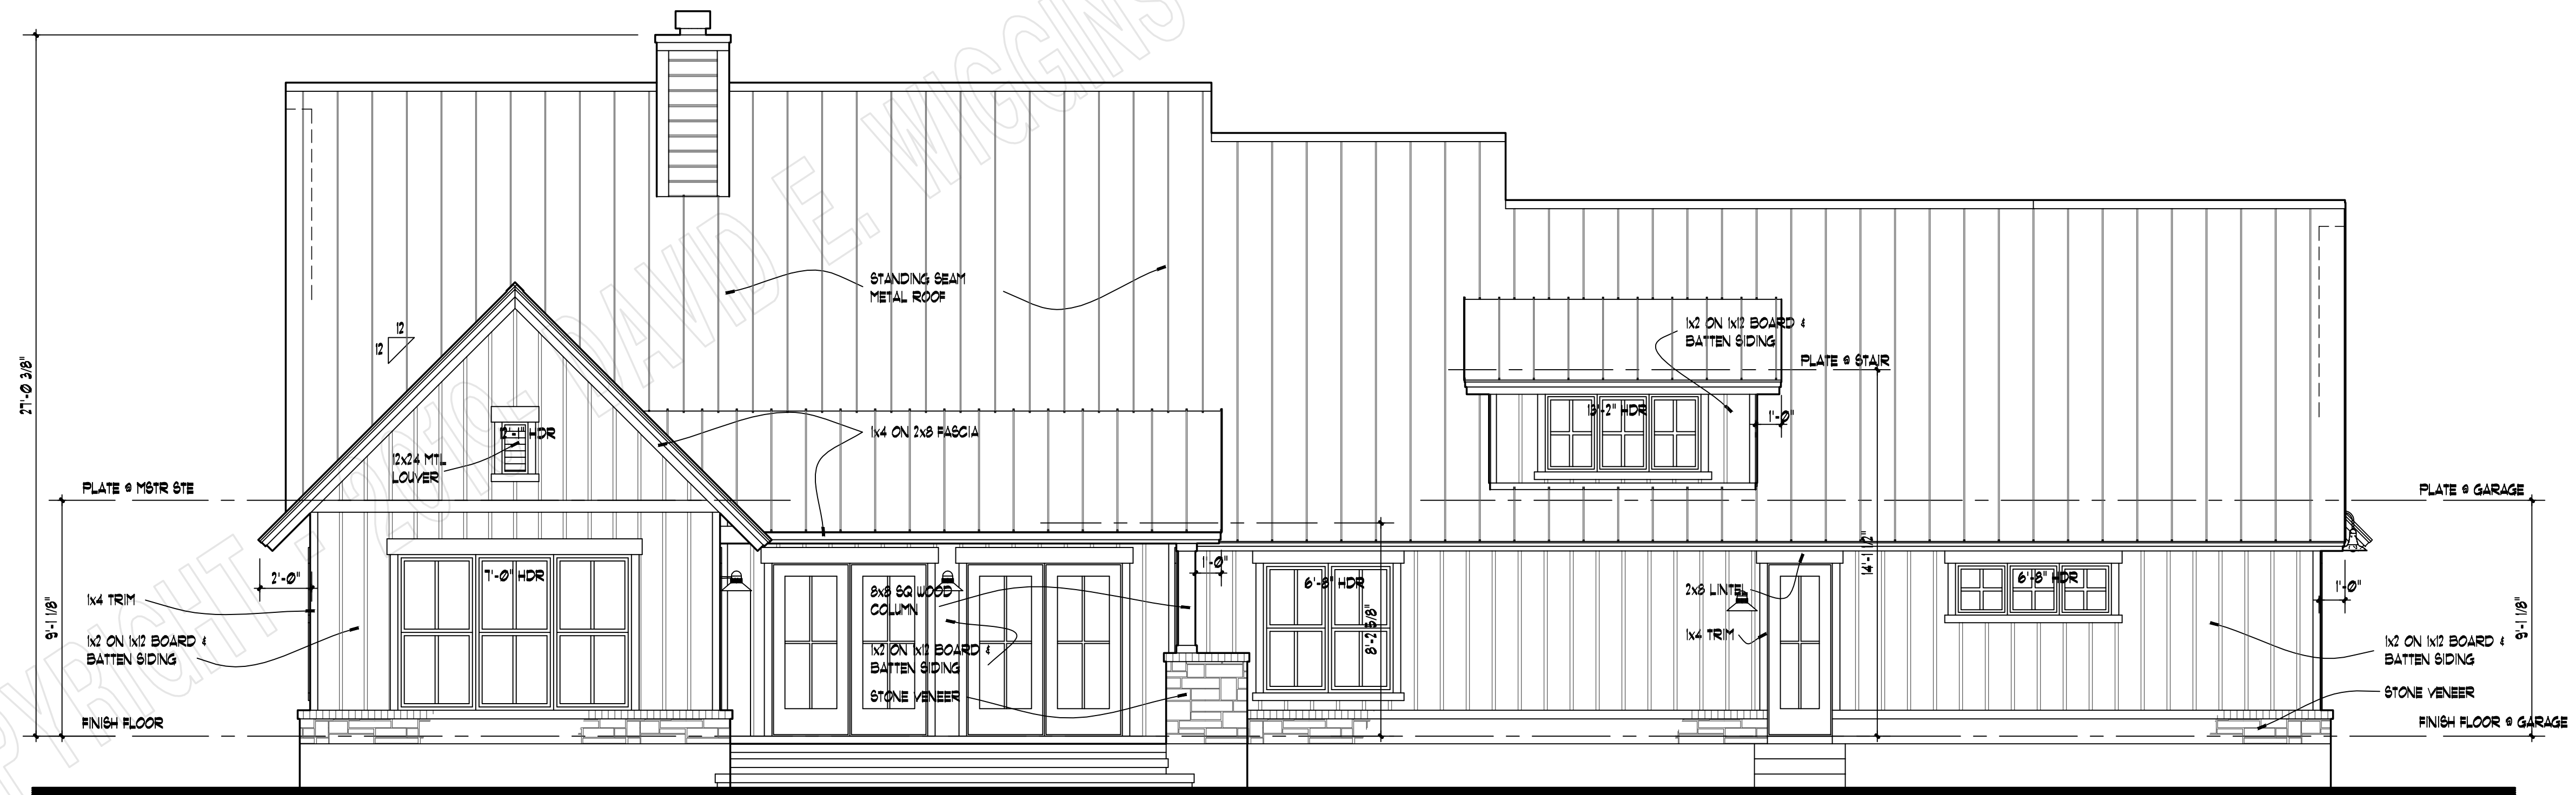 COPYRIGHT - 2019- DAVID E. WIGGINS
27'-0 3/8"
STANDING SEAM
METAL ROOF
12
12
1x2 ON 1x12 BOARD &
BATTEN SIDING
PLATE @ STAIR
13'-2" HDR
1'-0"
12'-1" HDR
1x4 ON 2x8 FASCIA
12x24 MTL
LOUVER
PLATE @ MSTR STE
PLATE @ GARAGE
2'-0"
7'-0" HDR
1'-0"
6'-8" HDR
14'-1 1/2"
6'-8" HDR
1'-0"
1x4 TRIM
8x8 SQ WOOD
COLUMN
2x8 LINTEL
9'-1 1/8"
8'-2 5/8"
9'-1 1/8"
1x4 TRIM
1x2 ON 1x12 BOARD &
BATTEN SIDING
1x2 ON 1x12 BOARD &
BATTEN SIDING
1x2 ON 1x12 BOARD &
BATTEN SIDING
STONE VENEER
STONE VENEER
FINISH FLOOR
FINISH FLOOR @ GARAGE